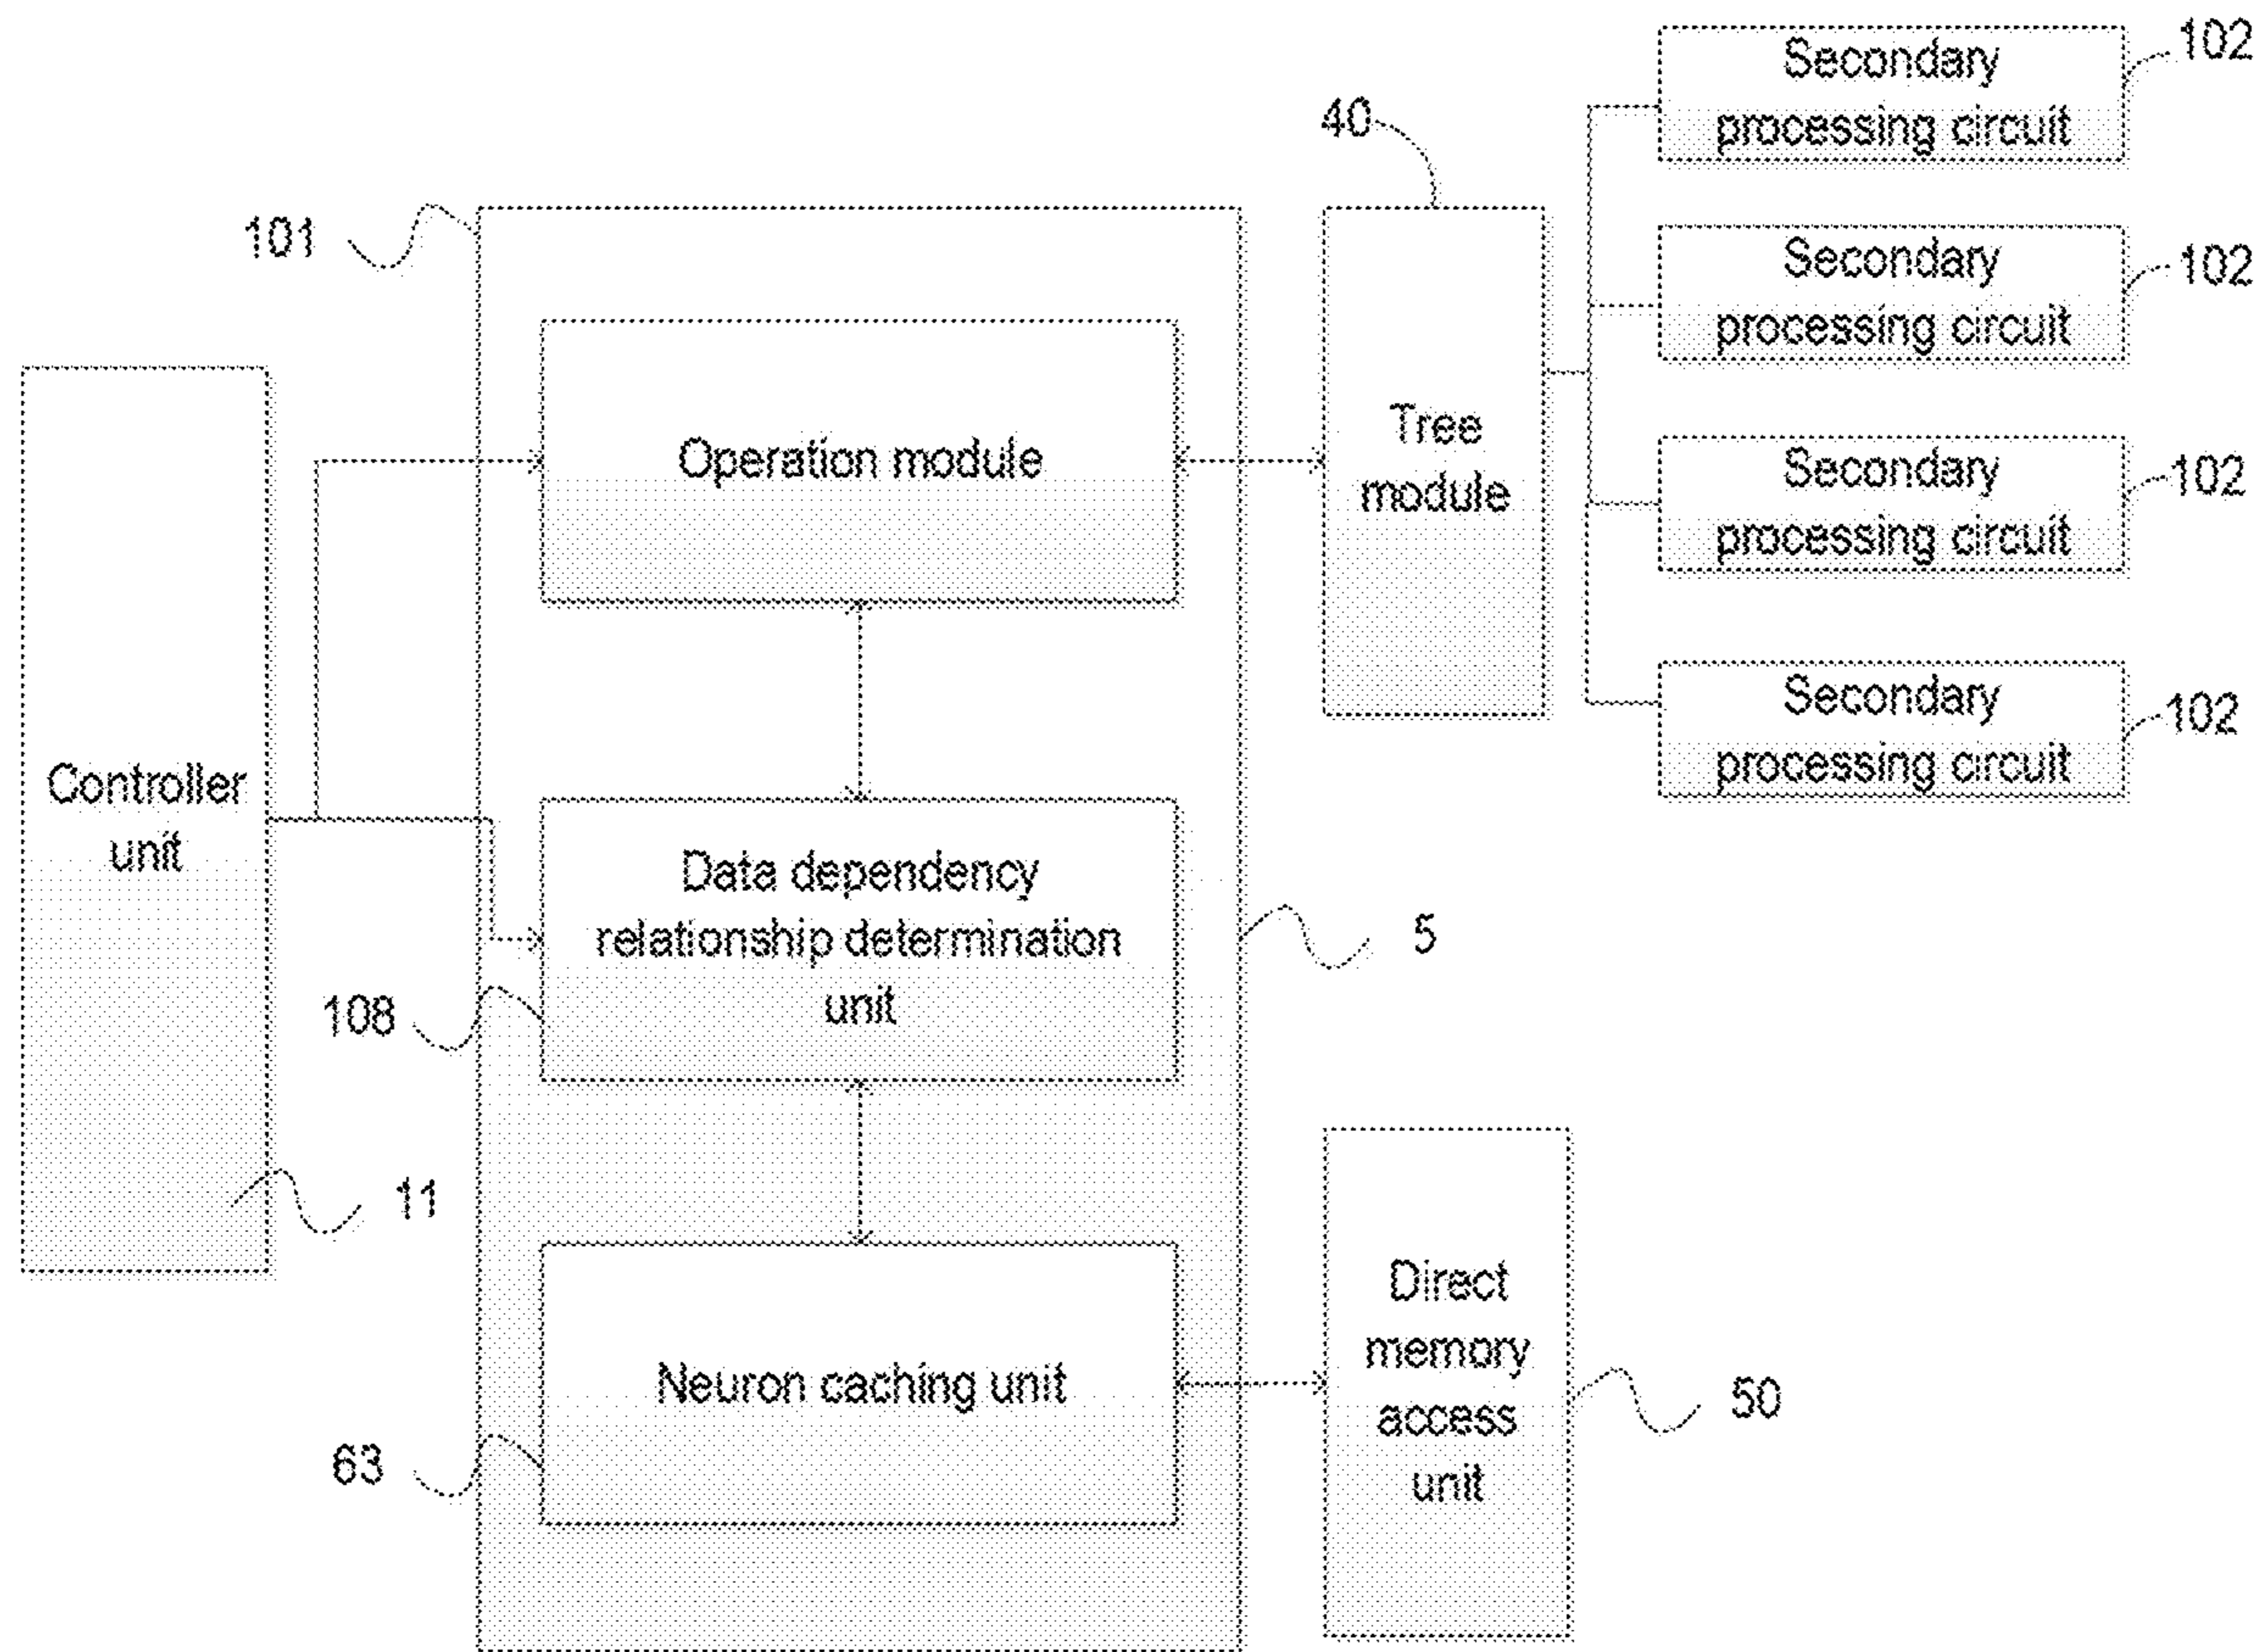 Secondary
processing circuit
102
Secondary
processing circuit
102
Secondary
processing circuit
102
Secondary
processing circuit
102
40
Tree
module
101
Operation module
Controller
unit
11
Data dependency
relationship determination
unit
108
5
Neuron caching unit
63
Direct
memory
access
unit
50